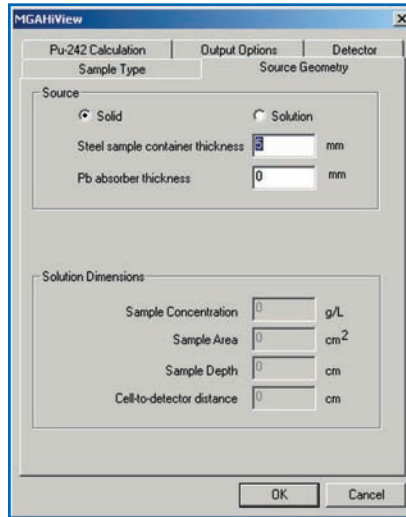 MGAHiView
Pu-242 Calculation Output Options Detector
Sample Type Source Geometry
Source
Solid Solution
Steel sample container thickness 5 mm
Pb absorber thickness 0 mm
Solution Dimensions
Sample Concentration 0 g/L
Sample Area 0 cm2
Sample Depth 0 cm
Cell-to-detector distance 0 cm
OK Cancel